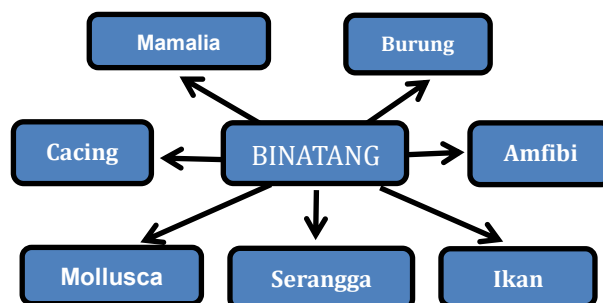 Mamalia
Burung
Cacing
BINATANG
Amfibi
Mollusca
Serangga
Ikan